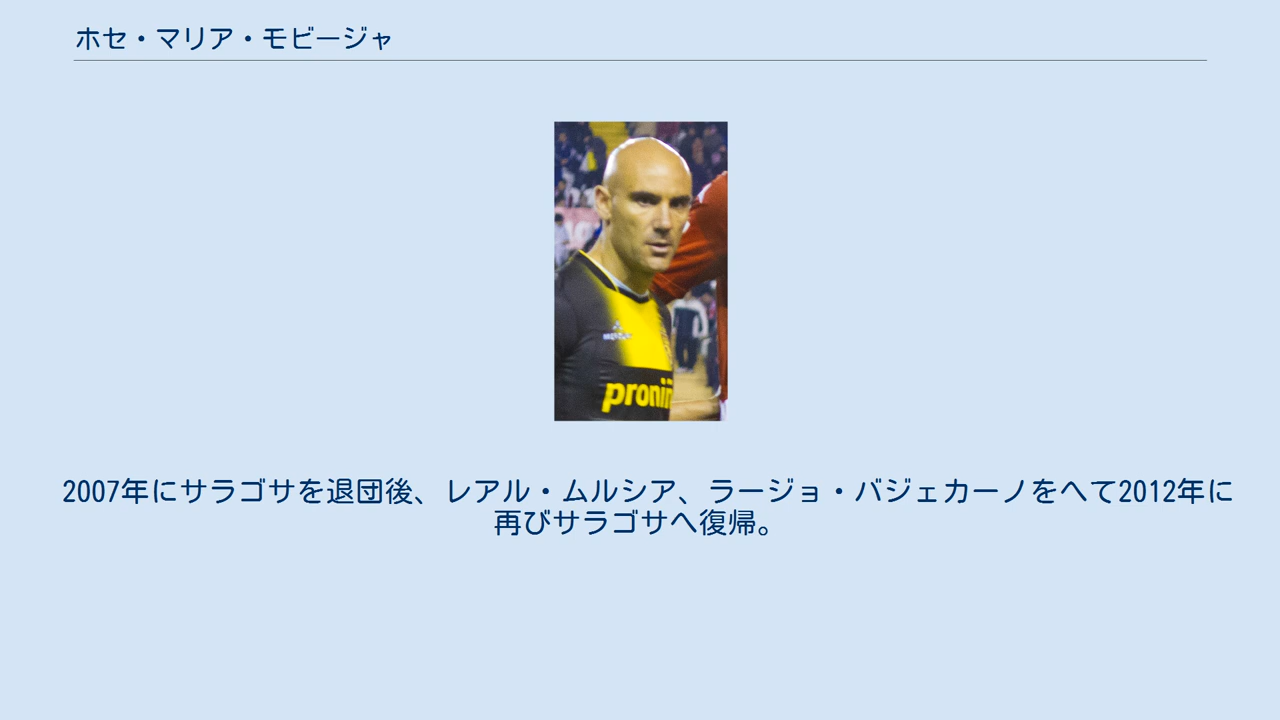 ホセ・マリア・モビージャ
pronii
2007年にサラゴサを退団後、レアル・ムルシア、ラージョ・バジェカーノをへて2012年に
再びサラゴサへ復帰。